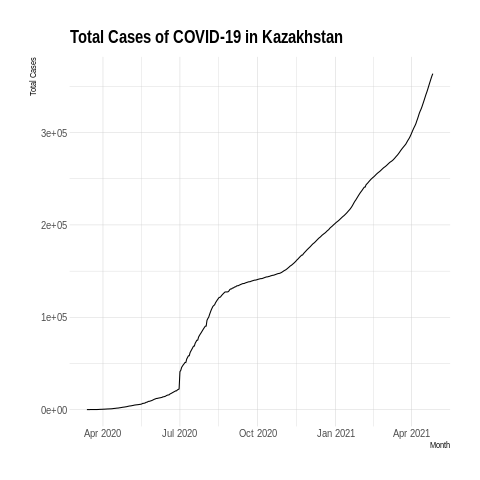 Total Cases of COVID-19 in Kazakhstan
Total Cases
3e+05
2e+05
1e+05
0e+00
Apr 2020 Jul 2020 Oct 2020 Jan 2021 Apr 2021
Month